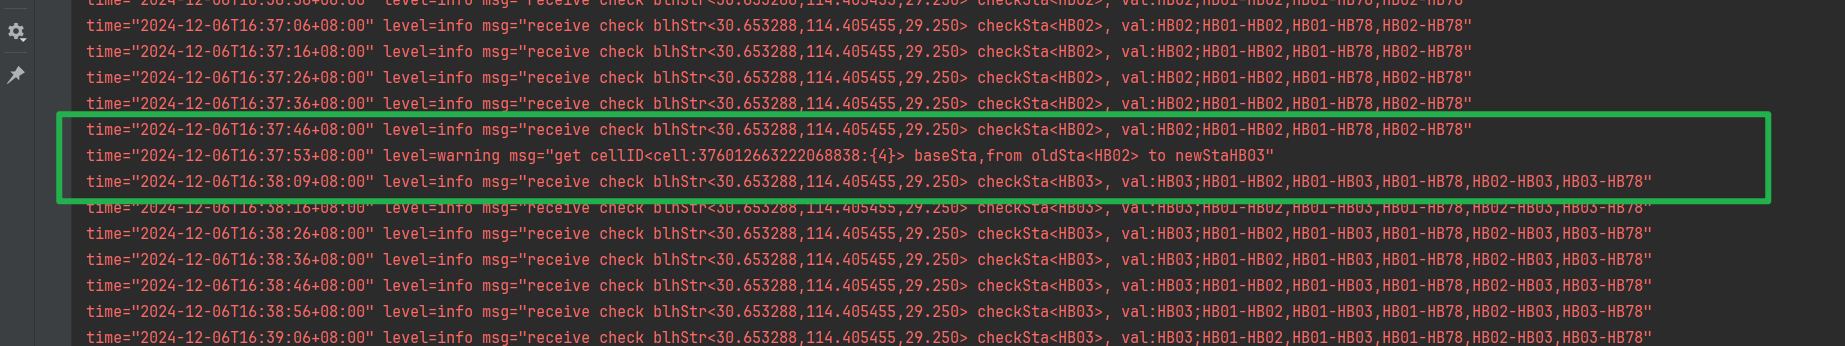 time="2024-12-06T16:36:56+08:00" level=info msg="receive check blhStr<30.653288,114.405455,29.250> checkSta<HB02>, val:HB02;HB01-HB02,HB01-HB78,HB02-HB78"
time="2024-12-06T16:37:06+08:00" level=info msg="receive check blhStr<30.653288,114.405455,29.250> checkSta<HB02>, val:HB02;HB01-HB02,HB01-HB78,HB02-HB78"
time="2024-12-06T16:37:16+08:00" level=info msg="receive check blhStr<30.653288,114.405455,29.250> checkSta<HB02>, val:HB02;HB01-HB02,HB01-HB78,HB02-HB78"
time="2024-12-06T16:37:26+08:00" level=info msg="receive check blhStr<30.653288,114.405455,29.250> checkSta<HB02>, val:HB02;HB01-HB02,HB01-HB78,HB02-HB78"
time="2024-12-06T16:37:36+08:00" level=info msg="receive check blhStr<30.653288,114.405455,29.250> checkSta<HB02>, val:HB02;HB01-HB02,HB01-HB78,HB02-HB78"
time="2024-12-06T16:37:46+08:00" level=info msg="receive check blhStr<30.653288,114.405455,29.250> checkSta<HB02>, val:HB02;HB01-HB02,HB01-HB78,HB02-HB78"
time="2024-12-06T16:37:53+08:00" level=warning msg="get cellID<cell:376012663222068838:{4}> baseSta,from oldSta<HB02> to newStaHB03"
time="2024-12-06T16:38:09+08:00" level=info msg="receive check blhStr<30.653288,114.405455,29.250> checkSta<HB03>, val:HB03;HB01-HB02,HB01-HB03,HB01-HB78,HB02-HB03,HB03-HB78"
time="2024-12-06T16:38:16+08:00" level=info msg="receive check blhStr<30.653288,114.405455,29.250> checkSta<HB03>, val:HB03;HB01-HB02,HB01-HB03,HB01-HB78,HB02-HB03,HB03-HB78"
time="2024-12-06T16:38:26+08:00" level=info msg="receive check blhStr<30.653288,114.405455,29.250> checkSta<HB03>, val:HB03;HB01-HB02,HB01-HB03,HB01-HB78,HB02-HB03,HB03-HB78"
time="2024-12-06T16:38:36+08:00" level=info msg="receive check blhStr<30.653288,114.405455,29.250> checkSta<HB03>, val:HB03;HB01-HB02,HB01-HB03,HB01-HB78,HB02-HB03,HB03-HB78"
time="2024-12-06T16:38:46+08:00" level=info msg="receive check blhStr<30.653288,114.405455,29.250> checkSta<HB03>, val:HB03;HB01-HB02,HB01-HB03,HB01-HB78,HB02-HB03,HB03-HB78"
time="2024-12-06T16:38:56+08:00" level=info msg="receive check blhStr<30.653288,114.405455,29.250> checkSta<HB03>, val:HB03;HB01-HB02,HB01-HB03,HB01-HB78,HB02-HB03,HB03-HB78"
time="2024-12-06T16:39:06+08:00" level=info msg="receive check blhStr<30.653288,114.405455,29.250> checkSta<HB03>, val:HB03;HB01-HB02,HB01-HB03,HB01-HB78,HB02-HB03,HB03-HB78"